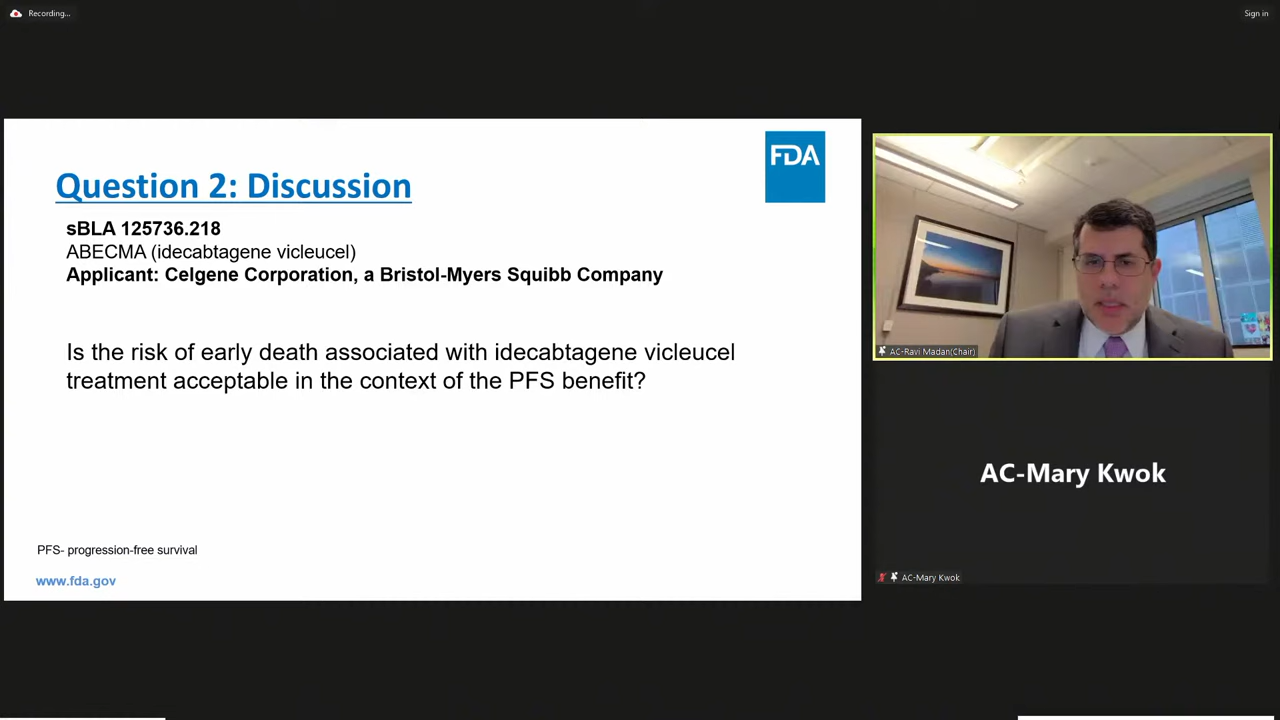 Recording...
Sign in
FDA
Question 2: Discussion
sBLA 125736.218
ABECMA (idecabtagene vicleucel)
Applicant: Celgene Corporation, a Bristol-Myers Squibb Company
Is the risk of early death associated with idecabtagene vicleucel
treatment acceptable in the context of the PFS benefit?
PFS- progression-free survival
www.fda.gov
AC-Ravi Madan(Chair)
AC-Mary Kwok
AC-Mary Kwok